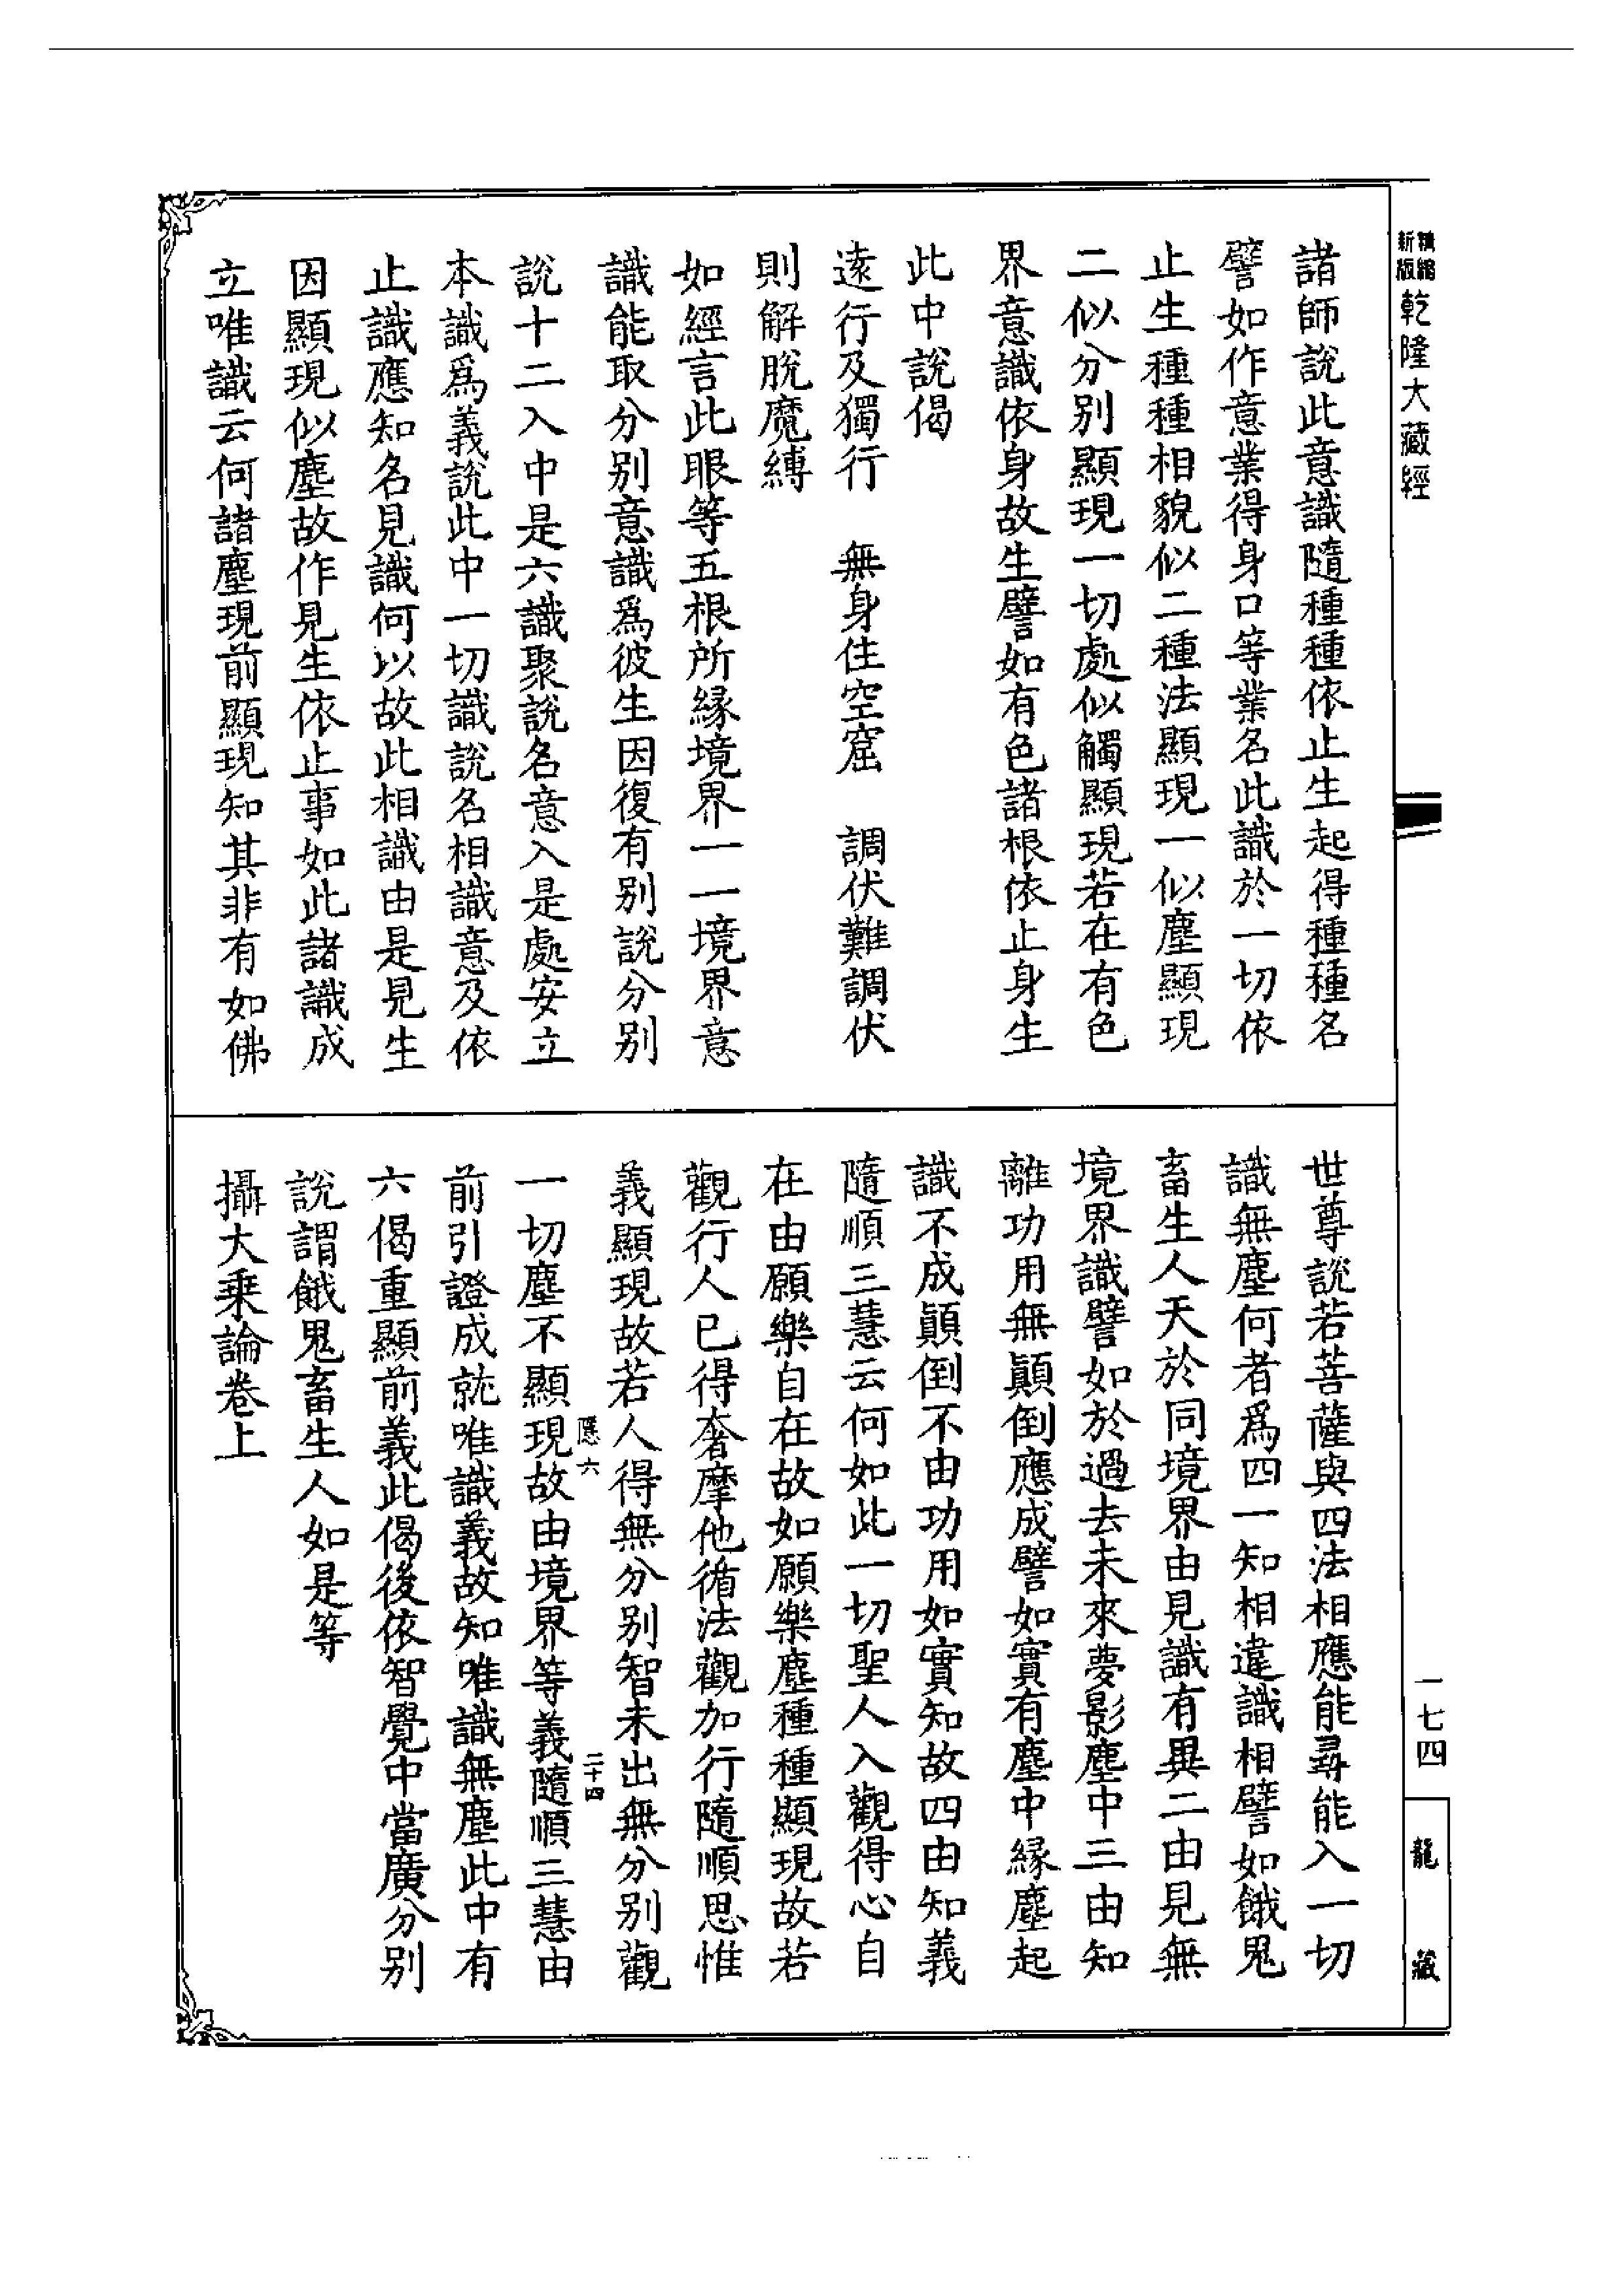 精縮新版乾隆大藏經
諸師說此意識隨種種依止生起得種種名
譬如作意業得身口等業名此識於一切依
止生種種相貌似二種法顯現一似塵顯現
二似分別顯現一切處似觸顯現若在有色
界意識依身故生譬如有色諸根依止身生
此中說偈
遠行及獨行　無身住空窟　調伏難調伏
則解脫魔縛
如經言此眼等五根所緣境界一一境界意
識能取分別意識爲彼生因復有別說分別
說十二入中是六識聚說名意入是處安立
本識爲義說此中一切識說名相識意及依
止識應知名見識何以故此相識由是見生
因顯現似塵故作見生依止事如此諸識成
立唯識云何諸塵現前顯現知其非有如佛
世尊說若菩薩與四法相應能尋能入一切
識無塵何者爲四一知相違識相譬如餓鬼
畜生人天於同境界由見識有異二由見無
境界識譬如於過去未來夢影塵中三由知
離功用無顚倒應成譬如實有塵中緣塵起
識不成顚倒不由功用如實知故四由知義
隨順三慧云何如此一切聖人入觀得心自
在由願樂自在故如願樂塵種種顯現故若
觀行人已得奢摩他循法觀加行隨順思惟
義顯現故若人得無分別智未出無分別觀
應六　二十四
一切塵不顯現故由境界等義隨順三慧由
前引證成就唯識義故知唯識無塵此中有
六偈重顯前義此偈後依智覺中當廣分別
說謂餓鬼畜生人如是等
攝大乘論卷上
一七四
龍藏